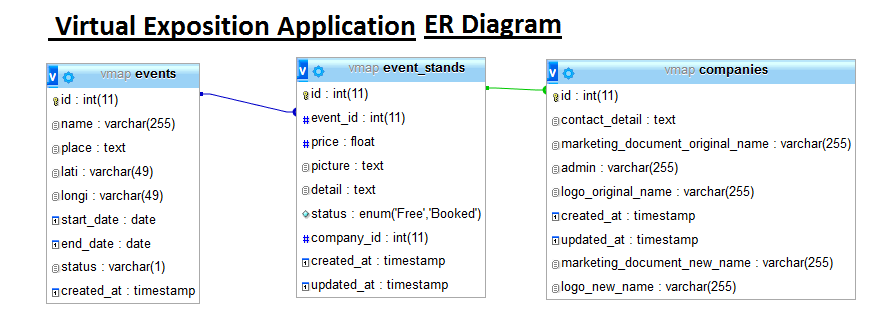 Virtual Exposition Application ER Diagram
v vmap events
id : int(11)
name : varchar(255)
place : text
lati : varchar(49)
longi : varchar(49)
start_date : date
end_date : date
status : varchar(1)
created_at : timestamp
v vmap event_stands
id : int(11)
# event_id : int(11)
# price : float
picture : text
detail : text
status : enum('Free','Booked')
# company_id : int(11)
created_at : timestamp
updated_at : timestamp
v vmap companies
id : int(11)
contact_detail : text
marketing_document_original_name : varchar(255)
admin : varchar(255)
logo_original_name : varchar(255)
created_at : timestamp
updated_at : timestamp
marketing_document_new_name : varchar(255)
logo_new_name : varchar(255)